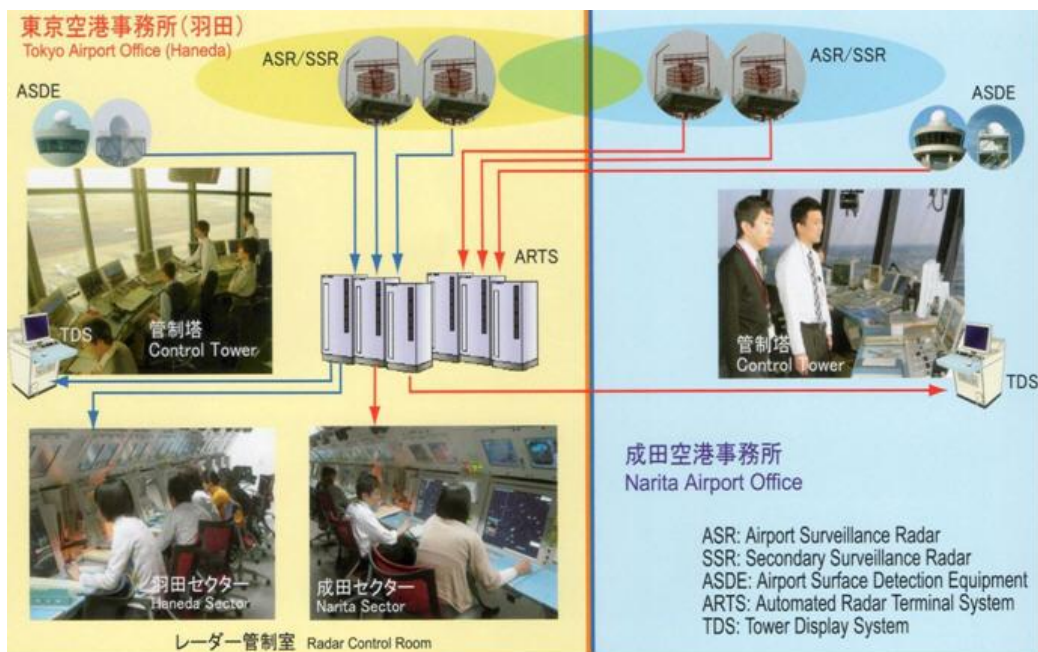 東京空港事務所(羽田)
Tokyo Airport Office (Haneda)
ASR/SSR
ASR/SSR
ASDE
ASDE
ARTS
TDS
管制塔
Control Tower
管制塔
Control Tower
TDS
成田空港事務所
Narita Airport Office
羽田セクター
Haneda Sector
成田セクター
Narita Sector
レーダー管制室 Radar Control Room
ASR: Airport Surveillance Radar
SSR: Secondary Surveillance Radar
ASDE: Airport Surface Detection Equipment
ARTS: Automated Radar Terminal System
TDS: Tower Display System